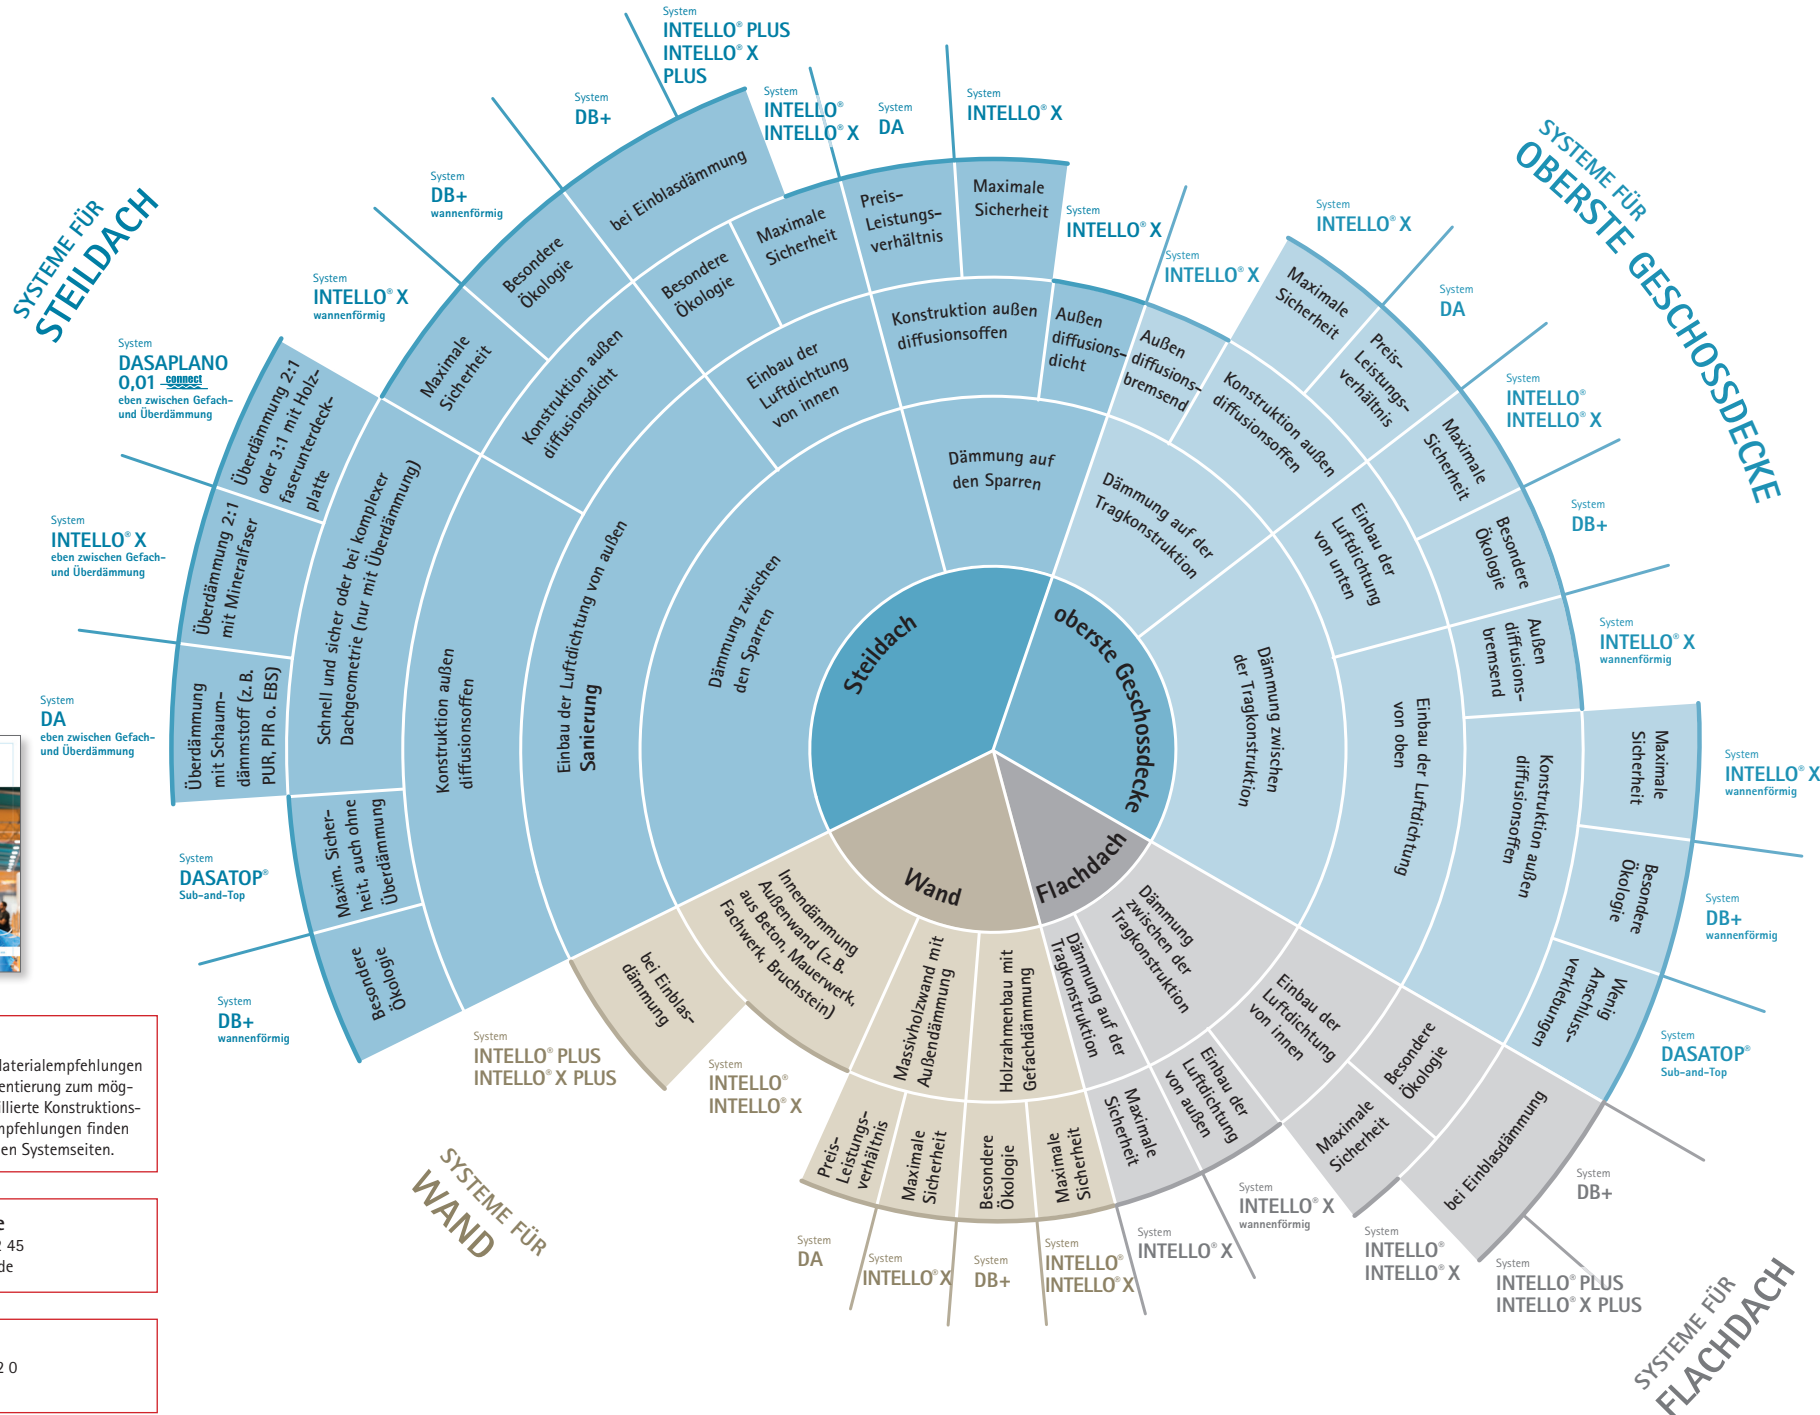 SYSTEME FÜR
STEILDACH
System
DB+
wannenförmig
System
DASATOP®
Sub-and-Top
System
DA
eben zwischen Gefach-
und Überdämmung
System
INTELLO® X
eben zwischen Gefach-
und Überdämmung
System
DASAPLANO
0,01 connect
eben zwischen Gefach-
und Überdämmung
System
INTELLO® X
wannenförmig
System
DB+
wannenförmig
System
DB+
System
INTELLO® PLUS
INTELLO® X
PLUS
System
INTELLO®
INTELLO® X
System
DA
System
INTELLO® X
System
INTELLO® X
Besondere
Ökologie
Maxim. Sicher-
heit, auch ohne
Überdämmung
Überdämmung
mit Schaum-
dämmstoff (z. B.
PUR, PIR o. EBS)
Überdämmung 2:1
mit Mineralfaser
Überdämmung 2:1
oder 3:1 mit Holz-
faserunterdeck-
platte
Schnell und sicher oder bei komplexer
Dachgeometrie (nur mit Überdämmung)
Konstruktion außen
diffusionsoffen
Maximale
Sicherheit
Besondere
Ökologie
Konstruktion außen
diffusionsdicht
Einbau der Luftdichtung von außen
Sanierung
bei Einblasdämmung
Besondere
Ökologie
Maximale
Sicherheit
Einbau der
Luftdichtung
von innen
Dämmung zwischen
den Sparren
Preis-
Leistungs-
verhältnis
Maximale
Sicherheit
Konstruktion außen
diffusionsoffen
Außen
diffusions-
dicht
Dämmung auf
den Sparren
Steildach
SYSTEME FÜR
OBERSTE GESCHOSSDECKE
System
INTELLO® X
System
INTELLO® X
System
DA
System
INTELLO®
INTELLO® X
System
DB+
System
INTELLO® X
wannenförmig
System
INTELLO® X
wannenförmig
System
DB+
wannenförmig
System
DASATOP®
Sub-and-Top
Außen
diffusions-
bremsend
Maximale
Sicherheit
Preis-
Leistungs-
verhältnis
Konstruktion außen
diffusionsoffen
Dämmung auf der
Tragkonstruktion
Maximale
Sicherheit
Besondere
Ökologie
Einbau der
Luftdichtung
von unten
Außen
diffusions-
bremsend
Maximale
Sicherheit
Besondere
Ökologie
Wenig
Anschluss-
verklebungen
Konstruktion außen
diffusionsoffen
Einbau der Luftdichtung
von oben
Dämmung zwischen
der Tragkonstruktion
oberste Geschossdecke
Wand
Innendämmung
Außenwand (z. B.
aus Beton, Mauerwerk,
Fachwerk, Bruchstein)
bei Einblas-
dämmung
Massivholzwand mit
Außendämmung
Preis-
Leistungs-
verhältnis
Maximale
Sicherheit
Holzrahmenbau mit
Gefachdämmung
Besondere
Ökologie
Maximale
Sicherheit
System
INTELLO® PLUS
INTELLO® X PLUS
System
INTELLO®
INTELLO® X
System
DA
System
INTELLO® X
System
DB+
System
INTELLO®
INTELLO® X
SYSTEME FÜR
WAND
Flachdach
Dämmung auf der
Tragkonstruktion
Maximale
Sicherheit
Dämmung
zwischen der
Tragkonstruktion
Einbau der
Luftdichtung
von außen
Einbau der
Luftdichtung
von innen
Maximale
Sicherheit
Besondere
Ökologie
bei Einblasdämmung
System
INTELLO® X
System
INTELLO® X
wannenförmig
System
INTELLO®
INTELLO® X
System
INTELLO® PLUS
INTELLO® X PLUS
System
DB+
SYSTEME FÜR
FLACHDACH
Materialempfehlungen
entierung zum mög-
illierte Konstruktions-
mpfehlungen finden
en Systemseiten.
e
2 45
de
2 0